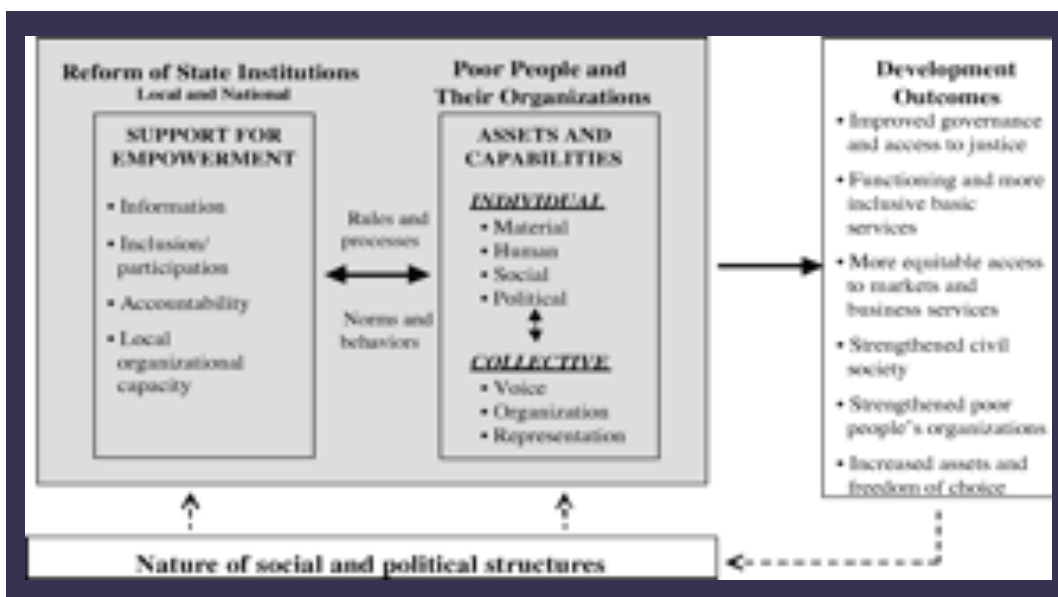 Reform of State Institutions
Local and National
SUPPORT FOR
EMPOWERMENT
• Information
• Inclusion/
participation
• Accountability
• Local
organizational
capacity
Rules and
processes
Norms and
behaviors
Poor People and
Their Organizations
ASSETS AND
CAPABILITIES
INDIVIDUAL
• Material
• Human
• Social
• Political
COLLECTIVE
• Voice
• Organization
• Representation
Development
Outcomes
• Improved governance
and access to justice
• Functioning and more
inclusive basic
services
• More equitable access
to markets and
business services
• Strengthened civil
society
• Strengthened poor
people's organizations
• Increased assets and
freedom of choice
Nature of social and political structures